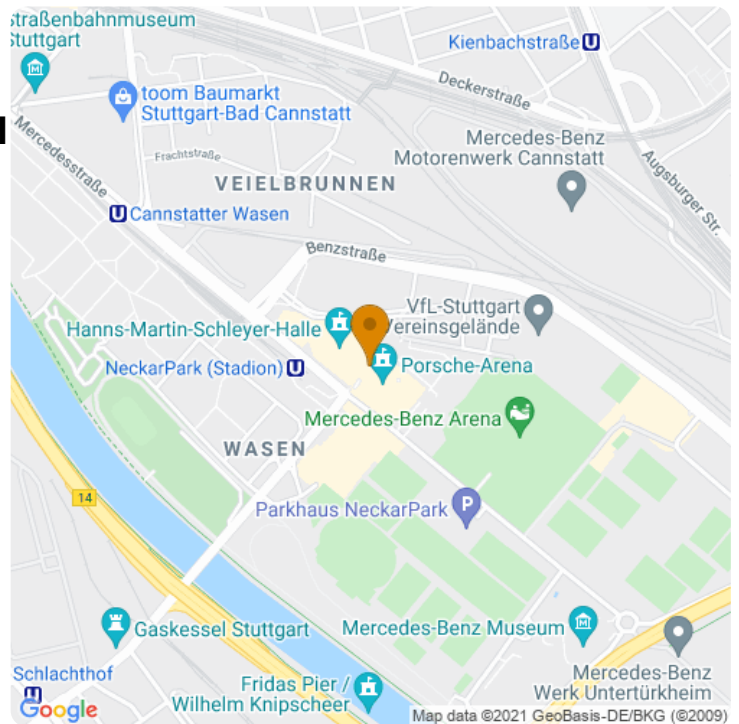 traßenbahnmuseum
Stuttgart
Kienbachstraße U
toom Baumarkt
Stuttgart-Bad Cannstatt
Deckerstraße
Mercedesstraße
Frachtstraße
Mercedes-Benz
Motorenwerk Cannstatt
Augsburger Str.
VEIELBRUNNEN
U Cannstatter Wasen
Benzstraße
VfL-Stuttgart
Vereinsgelände
Hanns-Martin-Schleyer-Halle
NeckarPark (Stadion) U
Porsche-Arena
Mercedes-Benz Arena
WASEN
14
Parkhaus NeckarPark P
Gaskessel Stuttgart
Mercedes-Benz Museum
Schlachthof
U
Fridas Pier /
Wilhelm Knipscheer
Mercedes-Benz
Werk Untertürkheim
Google
Map data ©2021 GeoBasis-DE/BKG (©2009)